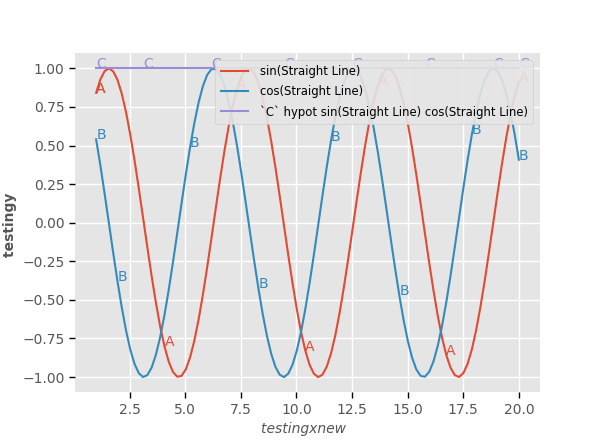 C C C C C C C
sin(Straight Line)
cos(Straight Line)
`C` hypot sin(Straight Line) cos(Straight Line)
A A A A
B B B B
B B B B
A A A
1.00
0.75
0.50
0.25
0.00
−0.25
−0.50
−0.75
−1.00
testingy
2.5 5.0 7.5 10.0 12.5 15.0 17.5 20.0
testingxnew